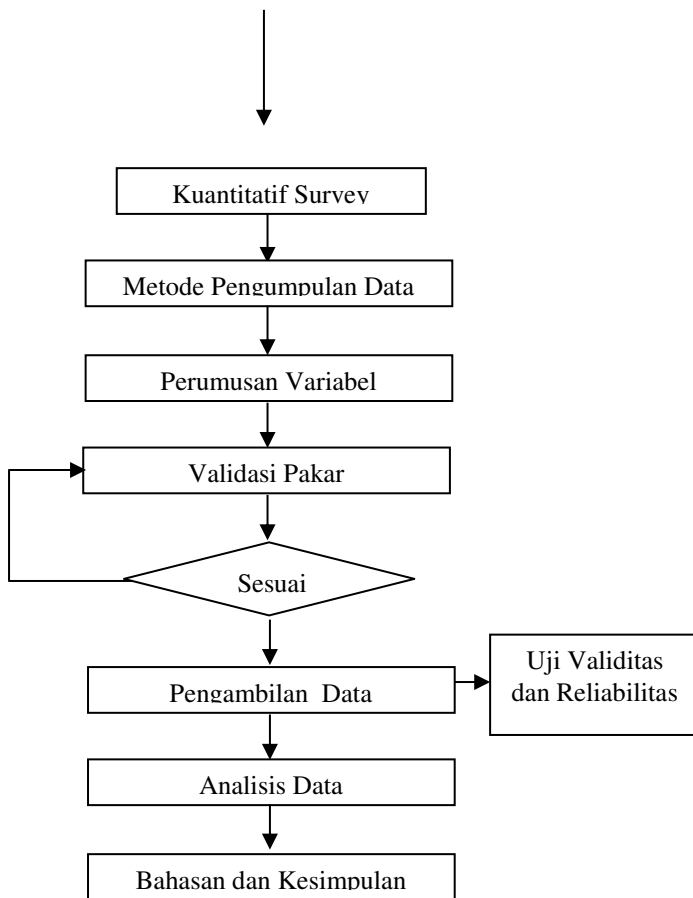 Kuantitatif Survey
Metode Pengumpulan Data
Perumusan Variabel
Validasi Pakar
Sesuai
Pengambilan Data
Uji Validitas
dan Reliabilitas
Analisis Data
Bahasan dan Kesimpulan